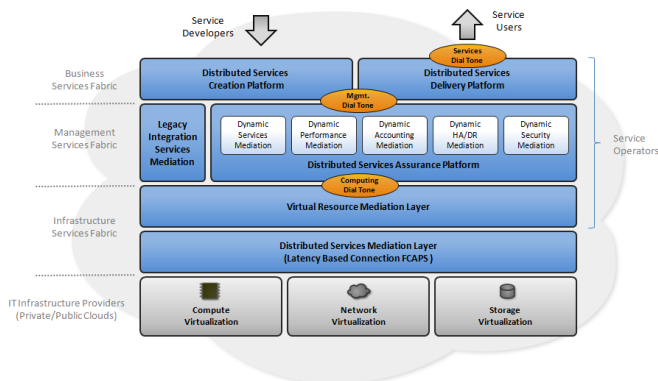 Service
Developers
Service
Users
Services
Dial Tone
Business
Services Fabric
Distributed Services
Creation Platform
Distributed Services
Delivery Platform
Mgmt.
Dial Tone
Management
Services Fabric
Legacy
Integration
Services
Mediation
Dynamic
Services
Mediation
Dynamic
Performance
Mediation
Dynamic
Accounting
Mediation
Dynamic
HA/DR
Mediation
Dynamic
Security
Mediation
Distributed Services Assurance Platform
Service
Operators
Computing
Dial Tone
Infrastructure
Services Fabric
Virtual Resource Mediation Layer
Distributed Services Mediation Layer
(Latency Based Connection FCAPS )
IT Infrastructure Providers
(Private/Public Clouds)
Compute
Virtualization
Network
Virtualization
Storage
Virtualization